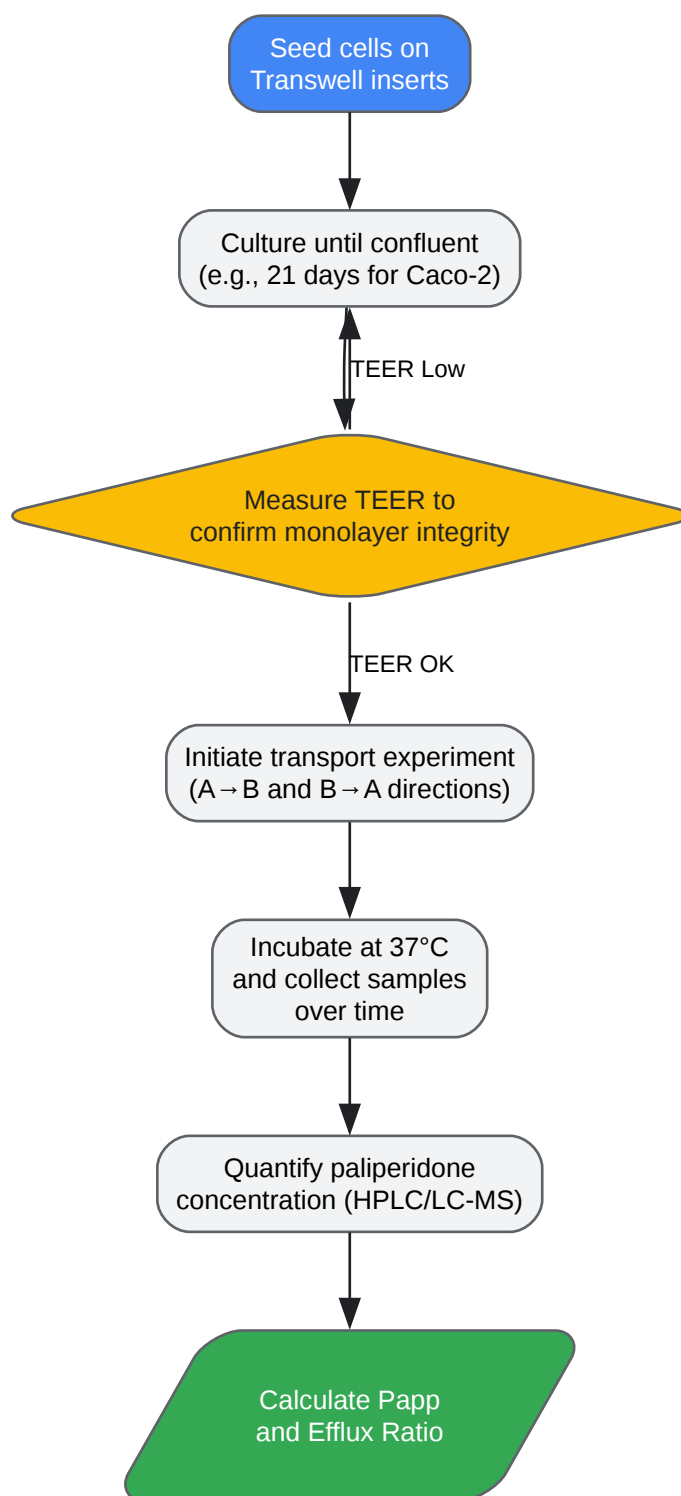 Seed cells on
Transwell inserts
Culture until confluent
(e.g., 21 days for Caco-2)
TEER Low
Measure TEER to
confirm monolayer integrity
TEER OK
Initiate transport experiment
(A→B and B→A directions)
Incubate at 37°C
and collect samples
over time
Quantify paliperidone
concentration (HPLC/LC-MS)
Calculate Papp
and Efflux Ratio